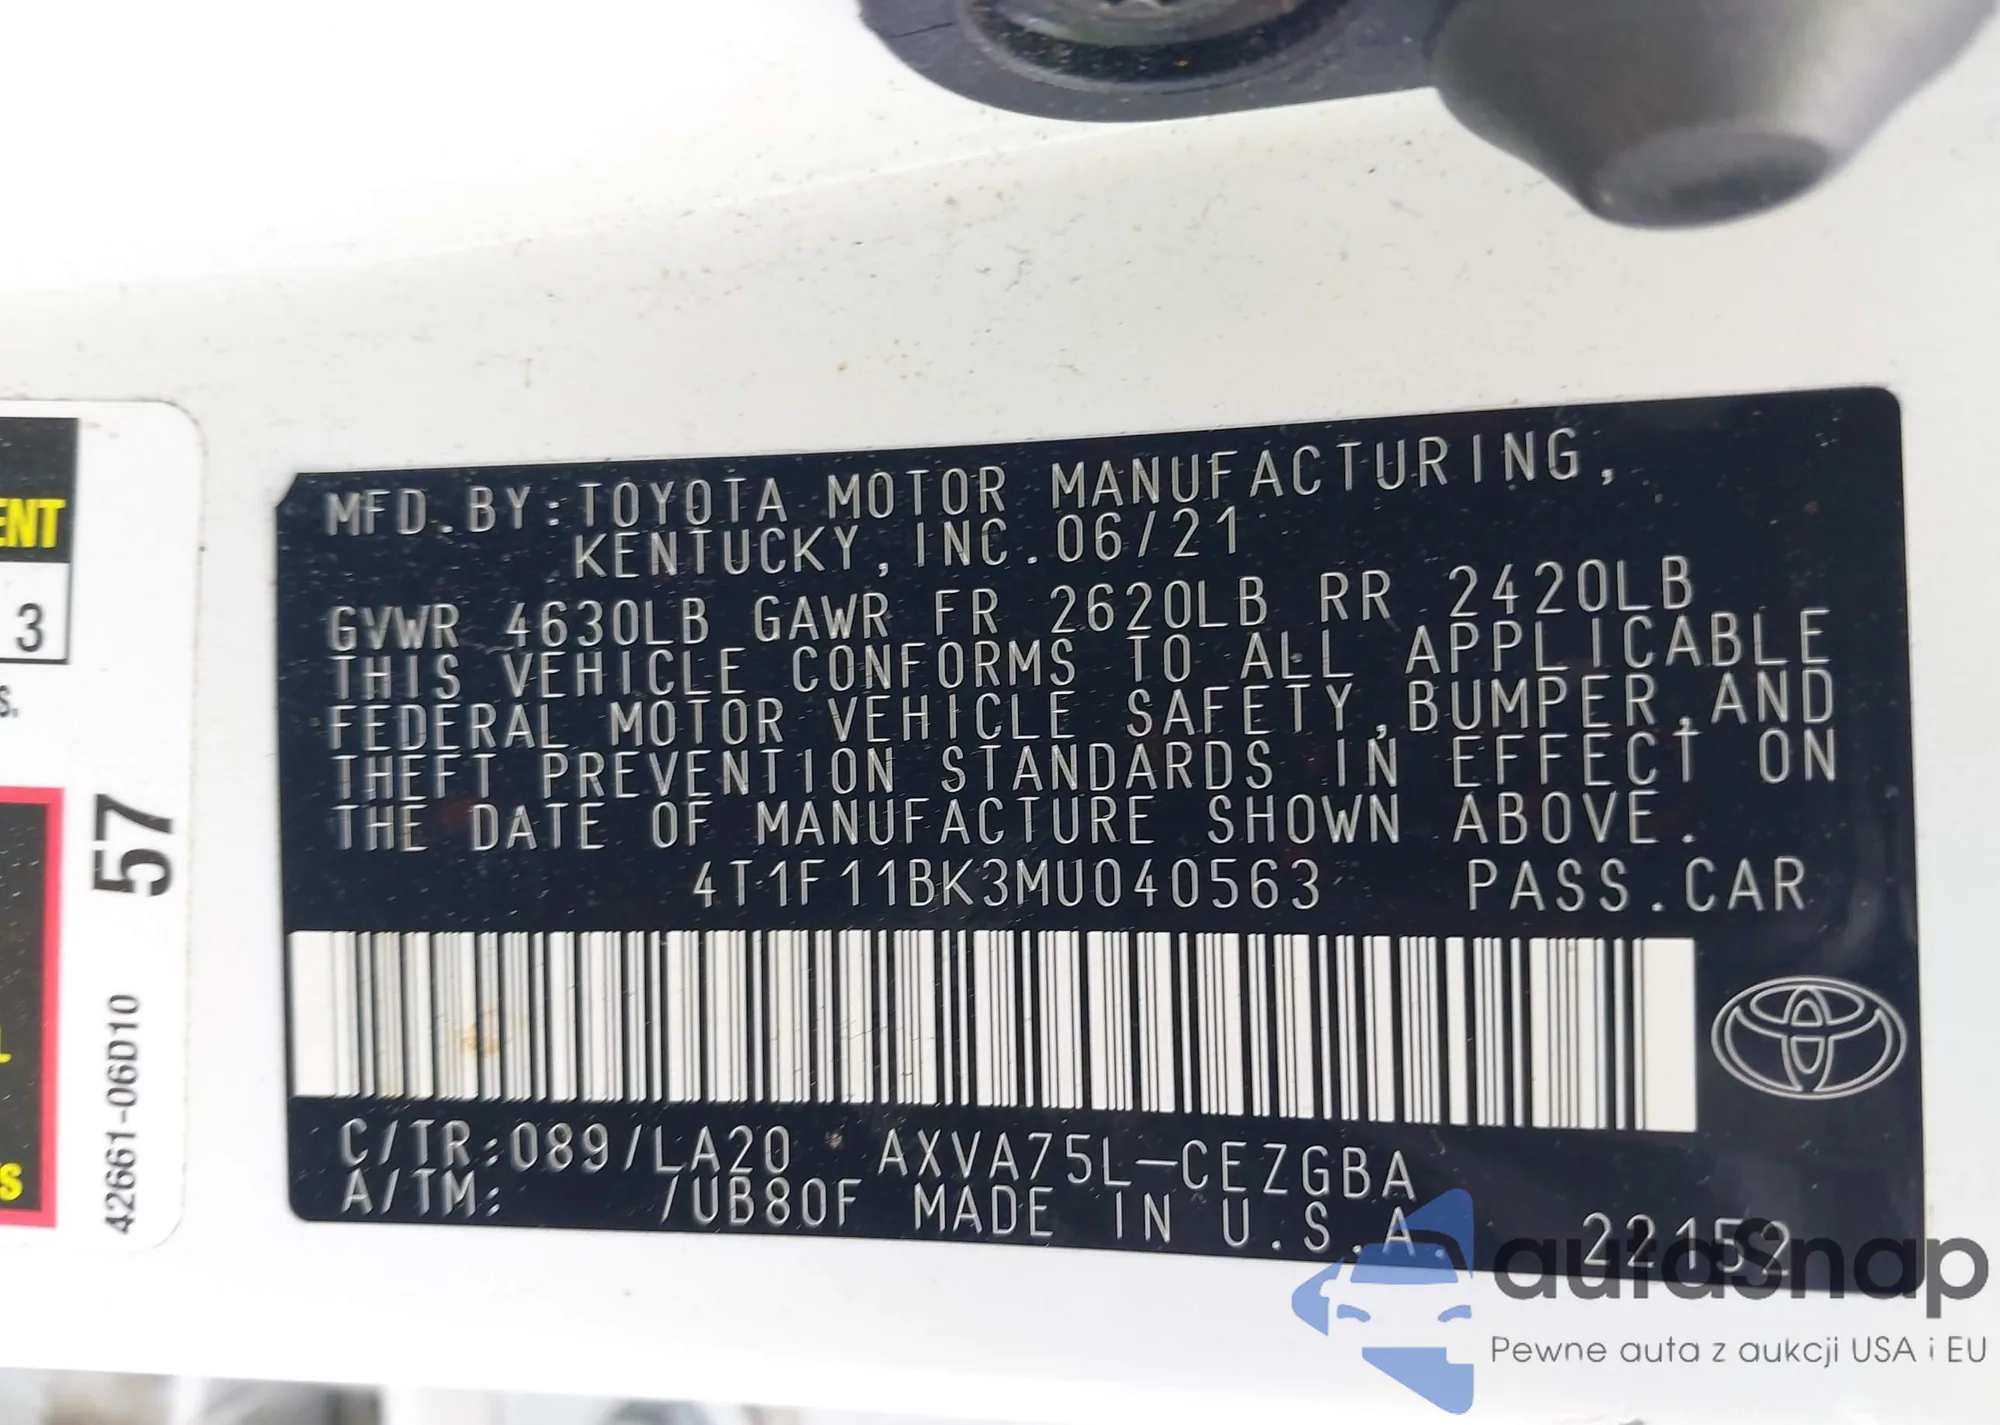 MFD.BY:TOYOTA MOTOR MANUFACTURING,
KENTUCKY,INC.06/21
GVWR 4630LB GAWR FR 2620LB RR 2420LB
THIS VEHICLE CONFORMS TO ALL APPLICABLE
FEDERAL MOTOR VEHICLE SAFETY,BUMPER,AND
THEFT PREVENTION STANDARDS IN EFFECT ON
THE DATE OF MANUFACTURE SHOWN ABOVE.
4T1F11BK3MU040563 PASS.CAR
C/TR:089/LA20 AXVA75L-CEZGBA
A/TM: /UB80F MADE IN U.S.A. 22152
ENT
3
S.
57
42661-06D10
L
S
autoSnap
Pewne auta z aukcji USA i EU